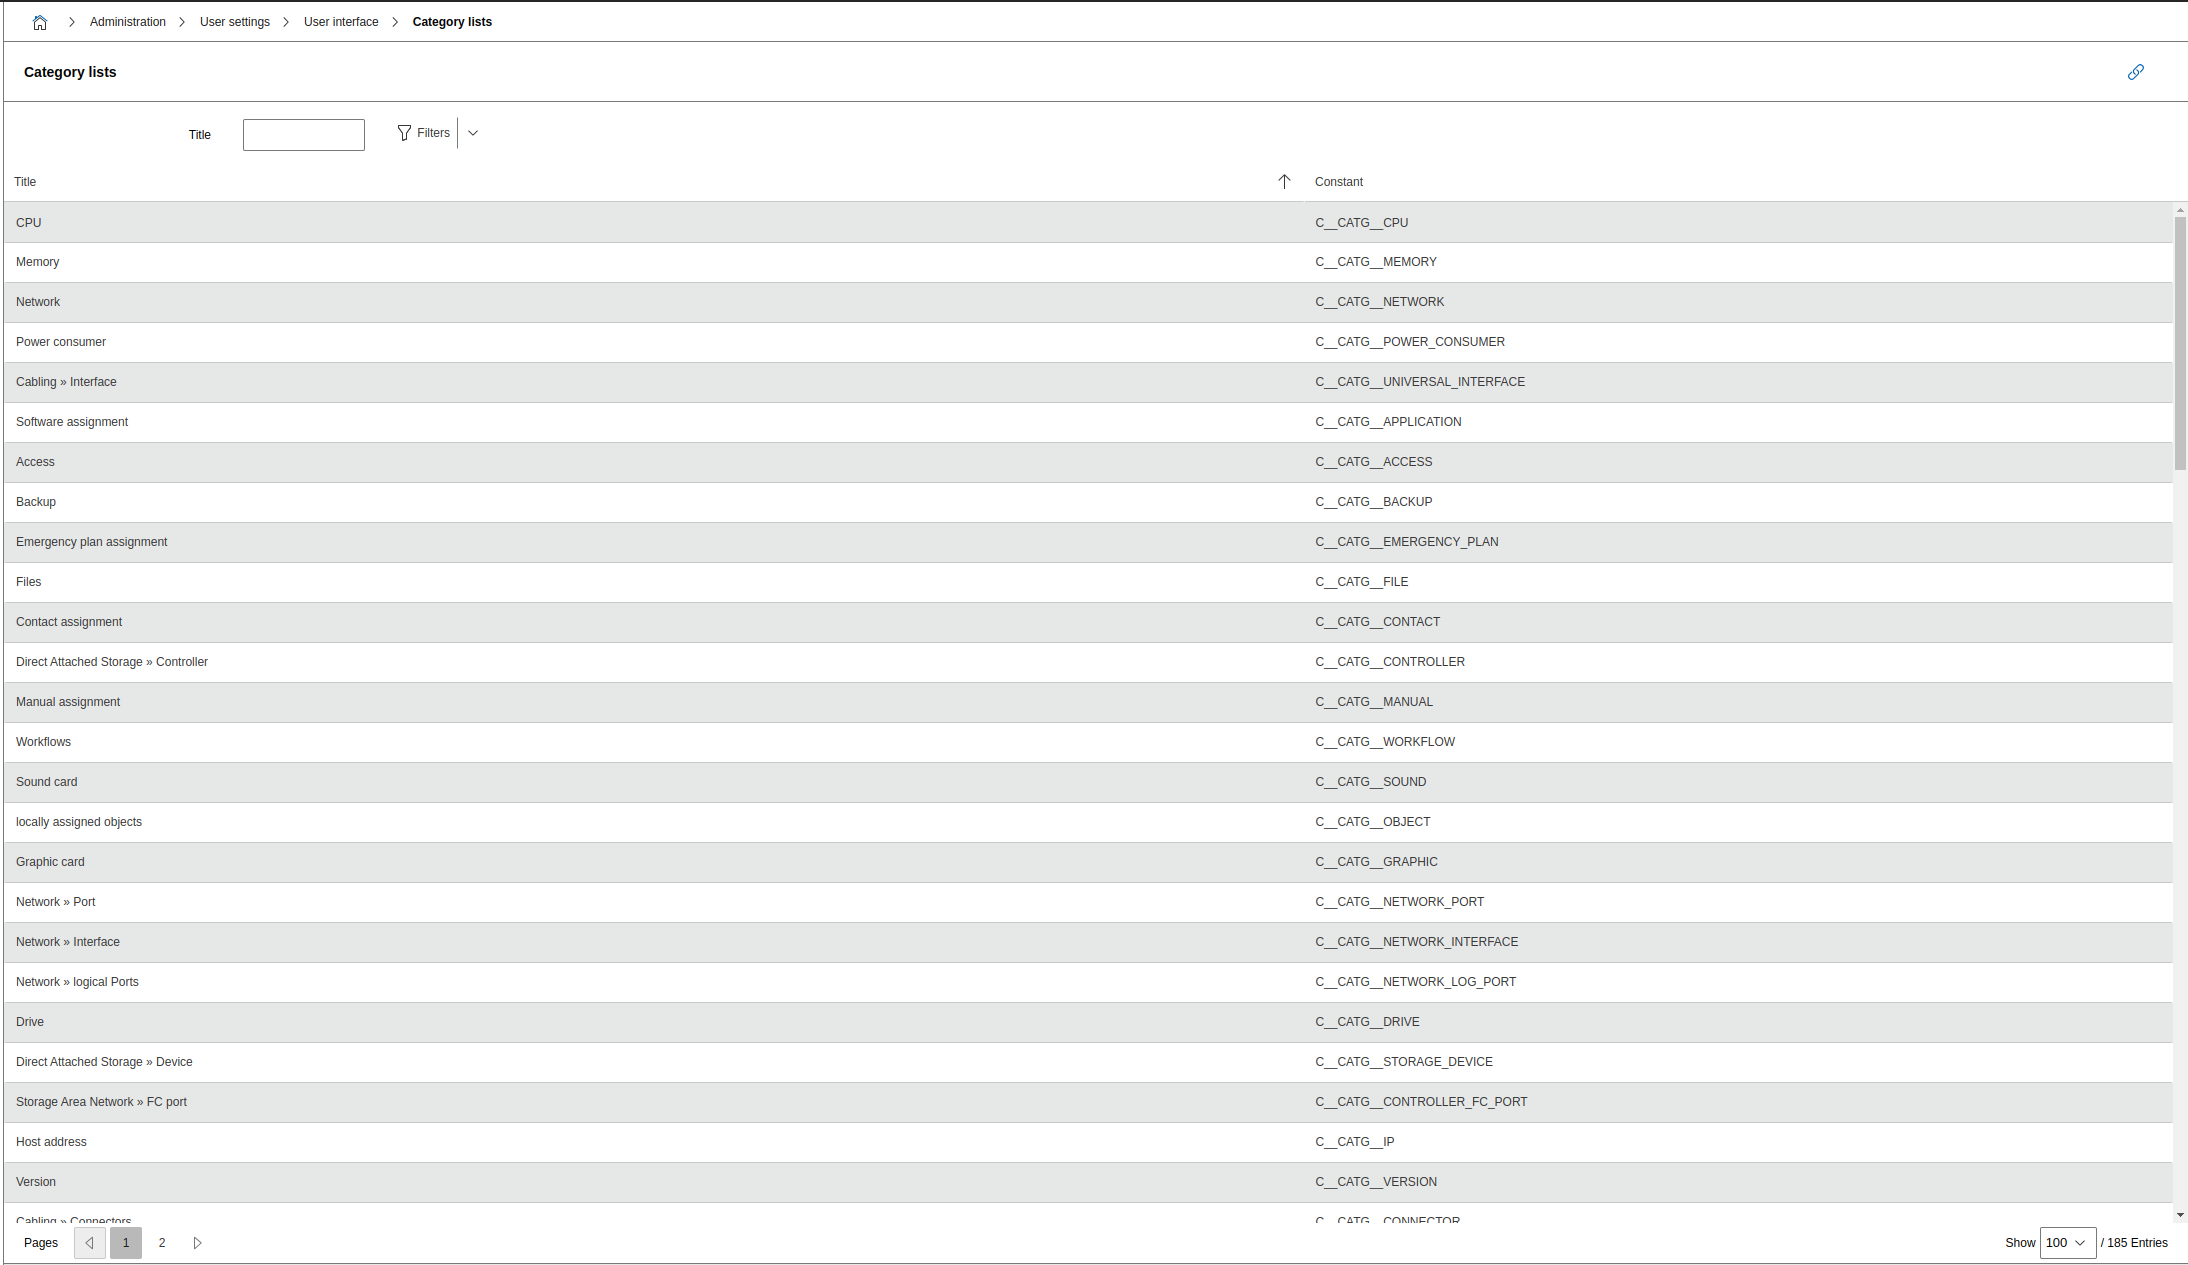 Administration User settings User interface Category lists
Category lists
Title Filters
Title Constant
CPU C__CATG__CPU
Memory C__CATG__MEMORY
Network C__CATG__NETWORK
Power consumer C__CATG__POWER_CONSUMER
Cabling » Interface C__CATG__UNIVERSAL_INTERFACE
Software assignment C__CATG__APPLICATION
Access C__CATG__ACCESS
Backup C__CATG__BACKUP
Emergency plan assignment C__CATG__EMERGENCY_PLAN
Files C__CATG__FILE
Contact assignment C__CATG__CONTACT
Direct Attached Storage » Controller C__CATG__CONTROLLER
Manual assignment C__CATG__MANUAL
Workflows C__CATG__WORKFLOW
Sound card C__CATG__SOUND
locally assigned objects C__CATG__OBJECT
Graphic card C__CATG__GRAPHIC
Network » Port C__CATG__NETWORK_PORT
Network » Interface C__CATG__NETWORK_INTERFACE
Network » logical Ports C__CATG__NETWORK_LOG_PORT
Drive C__CATG__DRIVE
Direct Attached Storage » Device C__CATG__STORAGE_DEVICE
Storage Area Network » FC port C__CATG__CONTROLLER_FC_PORT
Host address C__CATG__IP
Version C__CATG__VERSION
Cabling » Connectors C__CATG__CONNECTOR
Pages 1 2 Show 100 / 185 Entries